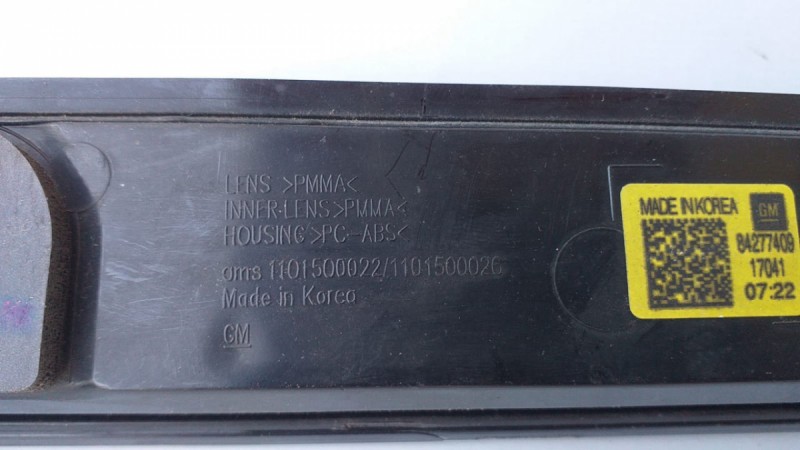 LENS >PMMA<
INNER-LENS >PMMA<
HOUSING >PC-ABS<
oms 1101500022/1101500026
Made in Korea
GM
MADE IN KOREA
GM
84277409
17041
07:22